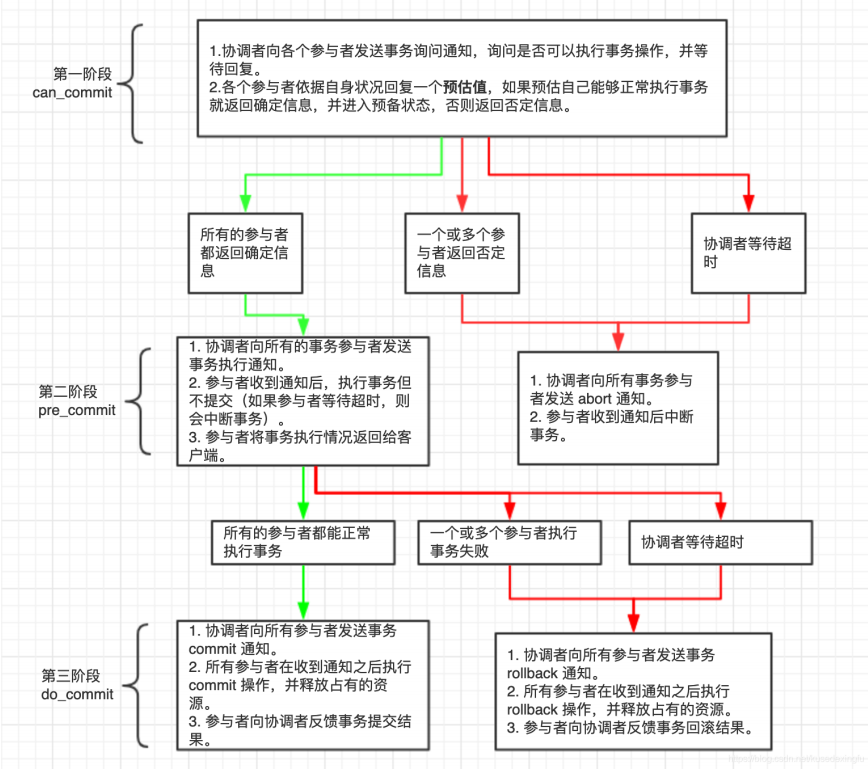 第一阶段
can_commit
1.协调者向各个参与者发送事务询问通知，询问是否可以执行事务操作，并等
待回复。
2.各个参与者依据自身状况回复一个预估值，如果预估自己能够正常执行事务
就返回确定信息，并进入预备状态，否则返回否定信息。
所有的参与者
都返回确定信
息
一个或多个参
与者返回否定
信息
协调者等待超
时
第二阶段
pre_commit
1. 协调者向所有的事务参与者发送
事务执行通知。
2. 参与者收到通知后，执行事务但
不提交（如果参与者等待超时，则
会中断事务）。
3. 参与者将事务执行情况返回给客
户端。
1. 协调者向所有事务参与
者发送 abort 通知。
2. 参与者收到通知后中断
事务。
所有的参与者都能正常
执行事务
一个或多个参与者执行
事务失败
协调者等待超时
第三阶段
do_commit
1. 协调者向所有参与者发送事务
commit 通知。
2. 所有参与者在收到通知之后执行
commit 操作，并释放占有的资
源。
3. 参与者向协调者反馈事务提交结
果。
1. 协调者向所有参与者发送事务
rollback 通知。
2. 所有参与者在收到通知之后执行
rollback 操作，并释放占有的资源。
3. 参与者向协调者反馈事务回滚结果。